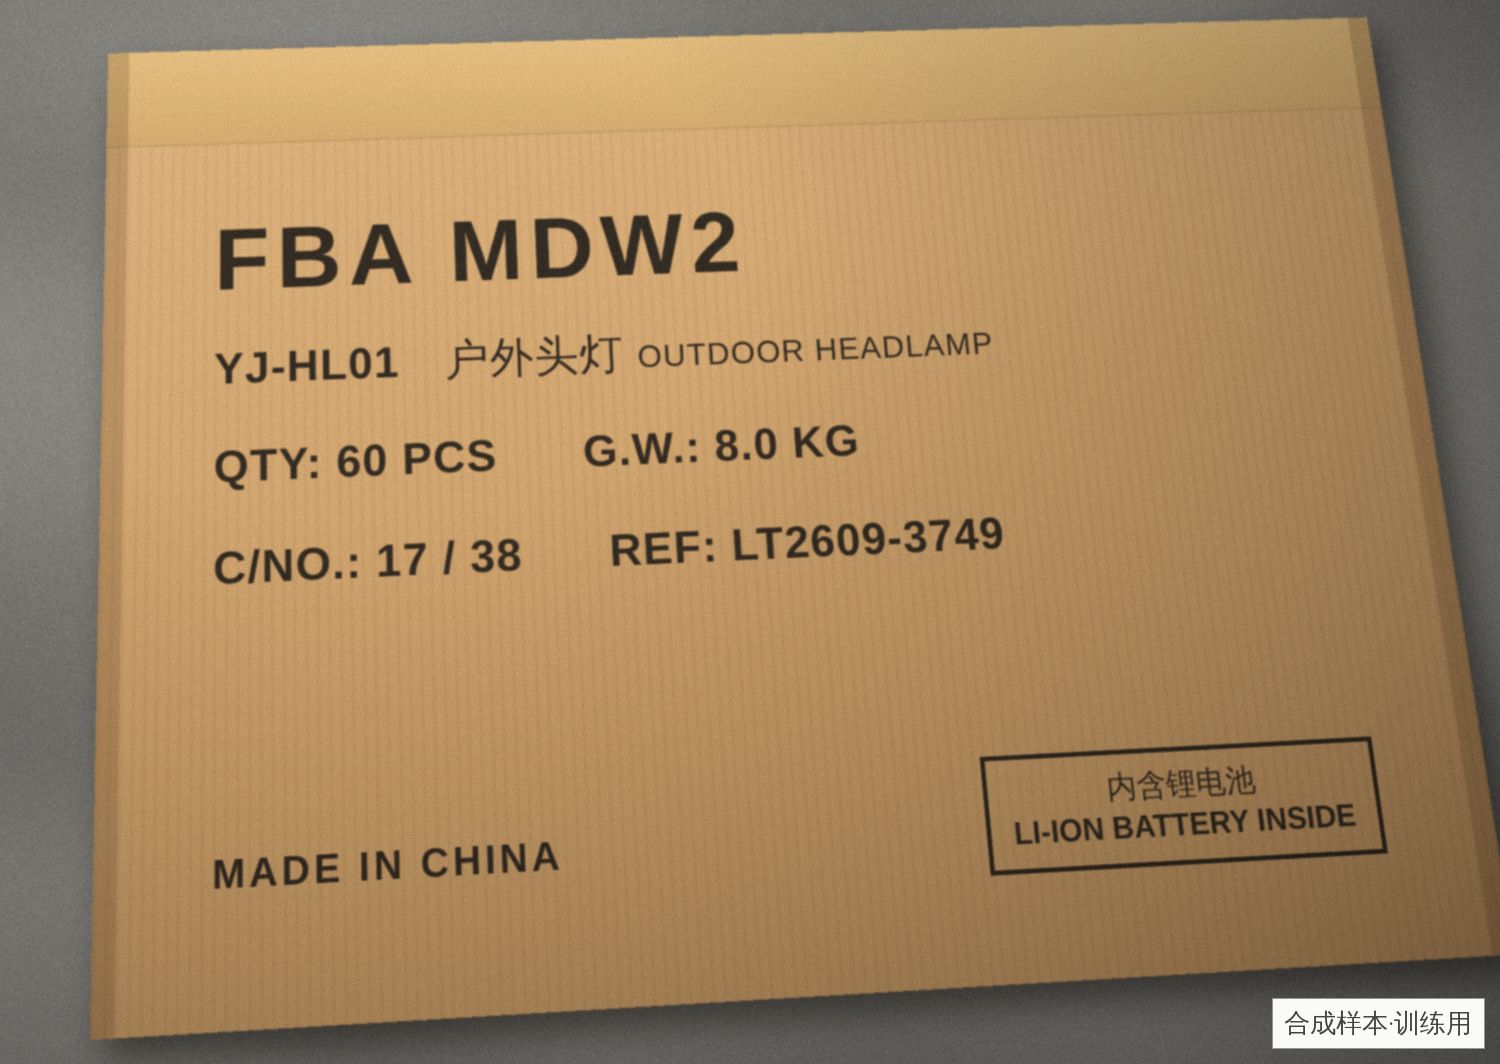 FBA MDW2
YJ-HL01 户外头灯 OUTDOOR HEADLAMP
QTY: 60 PCS G.W.: 8.0 KG
C/NO.: 17 / 38 REF: LT2609-3749
内含锂电池
LI-ION BATTERY INSIDE
MADE IN CHINA
合成样本·训练用